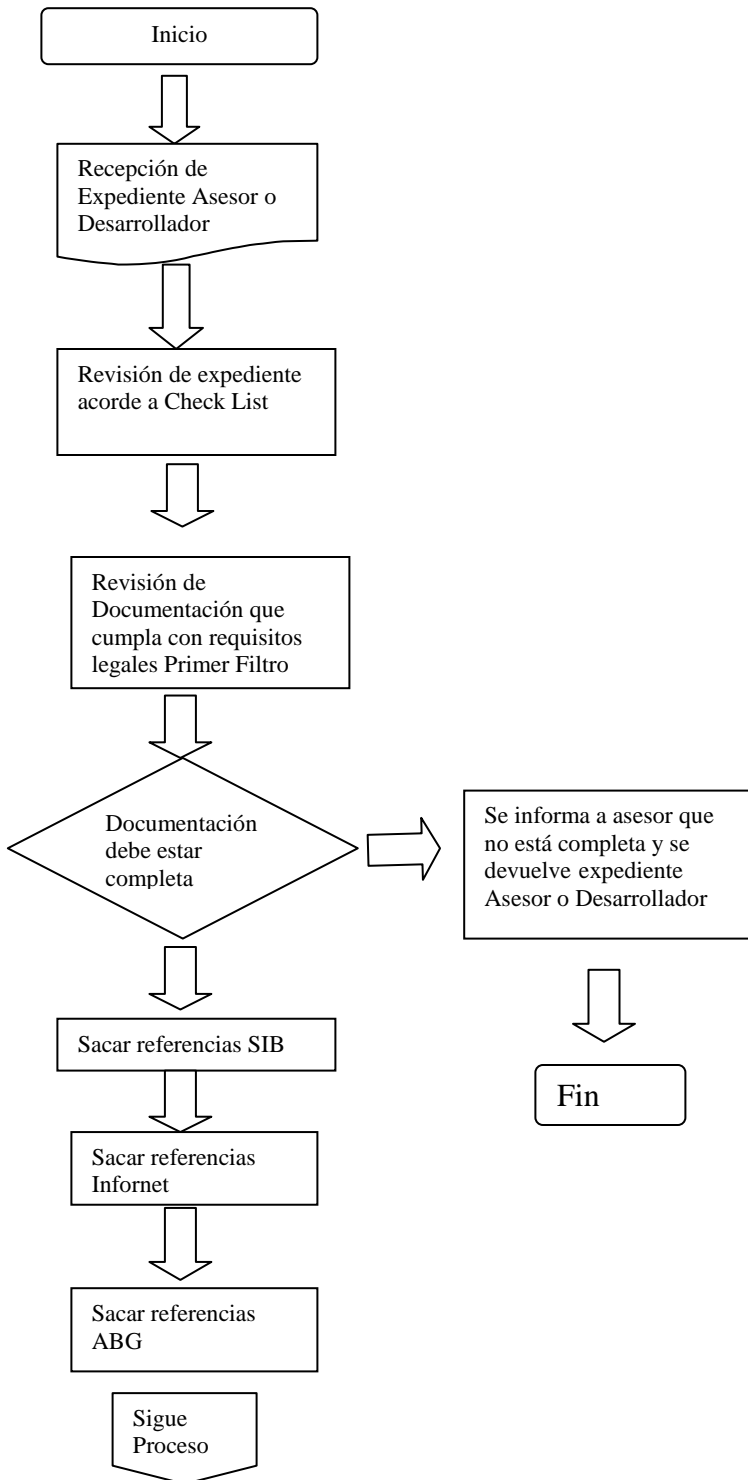 Inicio
Recepción de
Expediente Asesor o
Desarrollador
Revisión de expediente
acorde a Check List
Revisión de
Documentación que
cumpla con requisitos
legales Primer Filtro
Documentación
debe estar
completa
Se informa a asesor que
no está completa y se
devuelve expediente
Asesor o Desarrollador
Sacar referencias SIB
Fin
Sacar referencias
Infornet
Sacar referencias
ABG
Sigue
Proceso